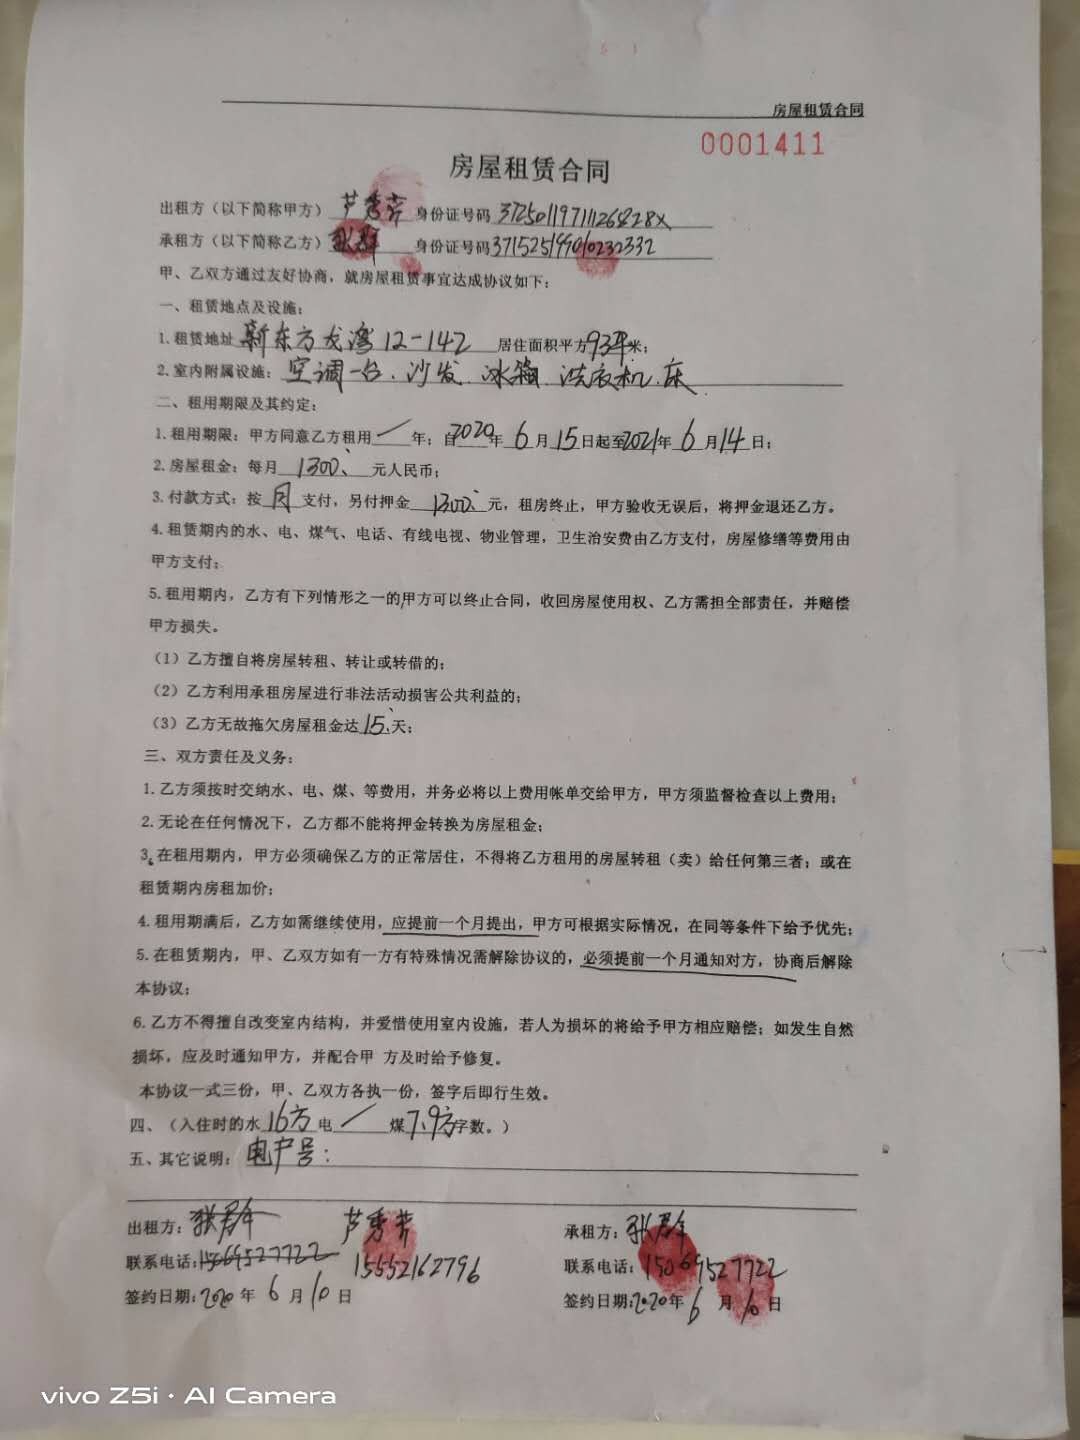 房屋租赁合同
0001411
房屋租赁合同
出租方（以下简称甲方） 芦秀芹 身份证号码
承租方（以下简称乙方） 张群 身份证号码 371525199010232332
甲、乙双方通过友好协商，就房屋租赁事宜达成协议如下：
一、租赁地点及设施：
1.租赁地址 新东方龙湾 12-142 居住面积平方 93平 米；
2.室内附属设施： 空调一台、沙发、冰箱、洗衣机、床
二、租用期限及其约定：
1.租用期限：甲方同意乙方租用 一 年；自 2020 年 6 月 15 日起至 2021 年 6 月 14 日；
2.房屋租金：每月 1300、 元人民币；
3.付款方式：按 月 支付，另付押金 1300、 元，租房终止，甲方验收无误后，将押金退还乙方。
4.租赁期内的水、电、煤气、电话、有线电视、物业管理，卫生治安费由乙方支付，房屋修缮等费用由
甲方支付；
5.租用期内，乙方有下列情形之一的甲方可以终止合同，收回房屋使用权、乙方需担全部责任，并赔偿
甲方损失。
（1）乙方擅自将房屋转租、转让或转借的；
（2）乙方利用承租房屋进行非法活动损害公共利益的；
（3）乙方无故拖欠房屋租金达 15、 天；
三、双方责任及义务：
1.乙方须按时交纳水、电、煤、等费用，并务必将以上费用帐单交给甲方，甲方须监督检查以上费用；
2.无论在任何情况下，乙方都不能将押金转换为房屋租金；
3.在租用期内，甲方必须确保乙方的正常居住，不得将乙方租用的房屋转租（卖）给任何第三者；或在
租赁期内房租加价；
4.租用期满后，乙方如需继续使用，应提前一个月提出，甲方可根据实际情况，在同等条件下给予优先；
5.在租赁期内，甲、乙双方如有一方有特殊情况需解除协议的，必须提前一个月通知对方，协商后解除
本协议；
6.乙方不得擅自改变室内结构，并爱惜使用室内设施，若人为损坏的将给予甲方相应赔偿；如发生自然
损坏，应及时通知甲方，并配合甲 方及时给予修复。
本协议一式三份，甲、乙双方各执一份，签字后即行生效。
四、（入住时的水 16方 电 / 煤 7.9方 字数。）
五、其它说明： 电户号：
出租方： 张群 芦秀芹 承租方： 张群
联系电话： 15069527722 15552162796 联系电话： 15069527722
签约日期： 2020 年 6 月 10 日 签约日期： 2020 年 6 月 10 日
vivo Z5i · AI Camera